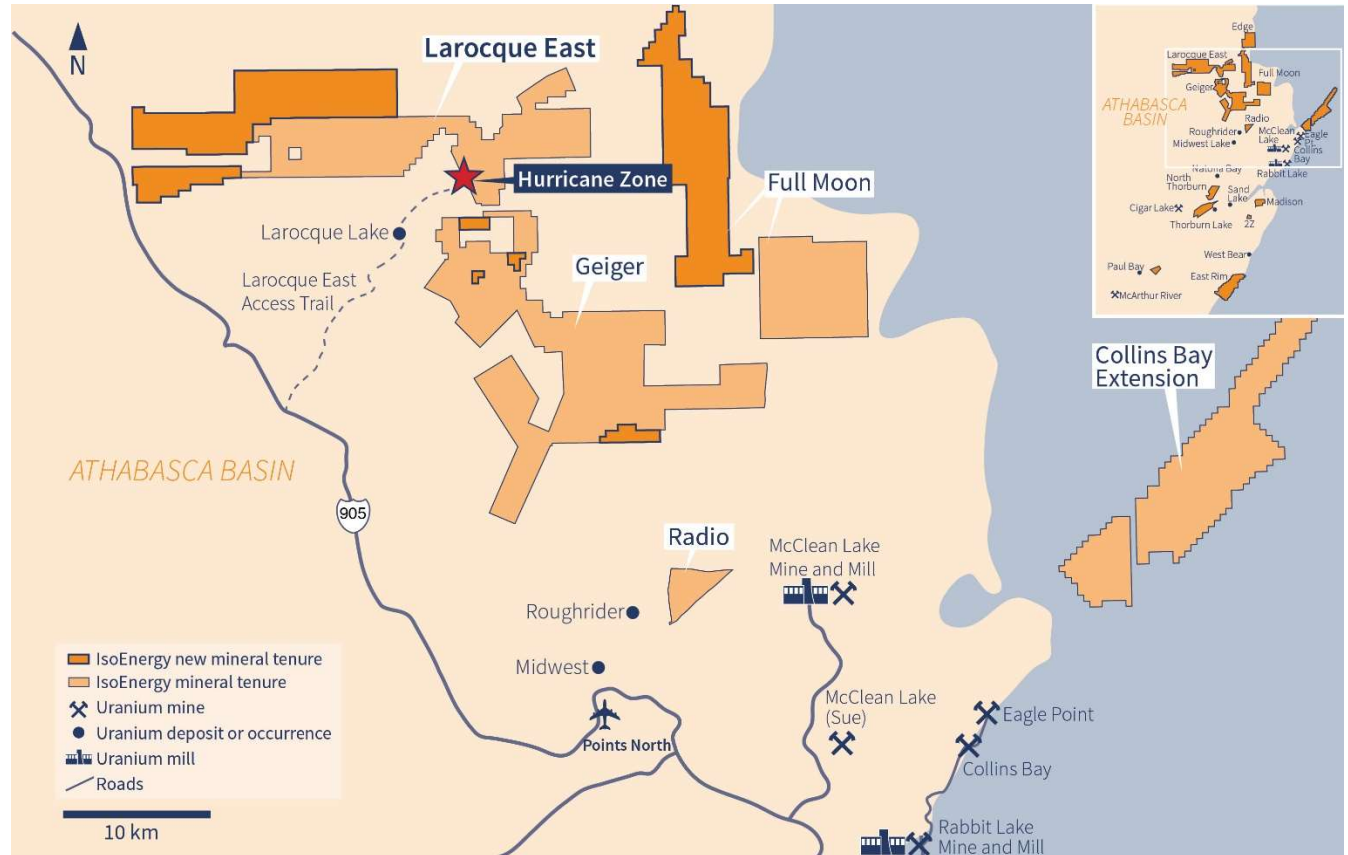 N
Larocque East
Hurricane Zone
Full Moon
Larocque Lake
Geiger
Larocque East
Access Trail
Collins Bay
Extension
ATHABASCA BASIN
905
Radio
McClean Lake
Mine and Mill
Roughrider
Midwest
McClean Lake
(Sue)
Eagle Point
Points North
Collins Bay
Rabbit Lake
Mine and Mill
IsoEnergy new mineral tenure
IsoEnergy mineral tenure
Uranium mine
Uranium deposit or occurrence
Uranium mill
Roads
10 km
Edge
Larocque East
Full Moon
Geiger
ATHABASCA
BASIN
Radio
Roughrider
McClean
Lake
Eagle
Pt.
Midwest Lake
Collins
Bay
Rabbit Lake
North
Thorburn
Sand
Lake
Cigar Lake
Madison
Thorburn Lake
2Z
West Bear
Paul Bay
East Rim
McArthur River